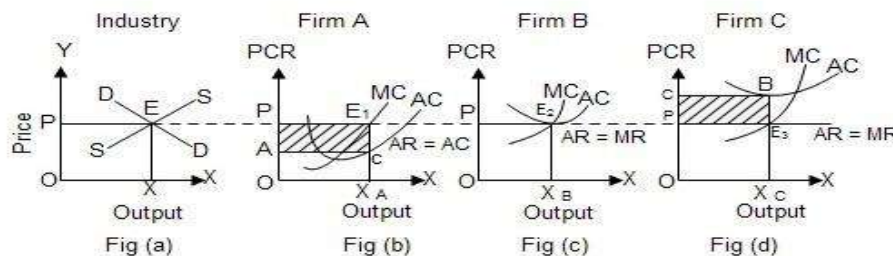 Industry
Firm A
Firm B
Firm C
Y
PCR
PCR
PCR
D
E
S
P
S
D
O
X
X
Price
Output
Fig (a)
MC
AC
P
E1
A
C
AR = AC
O
X
X A
Output
Fig (b)
MC
AC
P
E2
AR = MR
O
X
X B
Output
Fig (c)
MC
AC
C
B
P
E3
AR = MR
O
X
X C
Output
Fig (d)